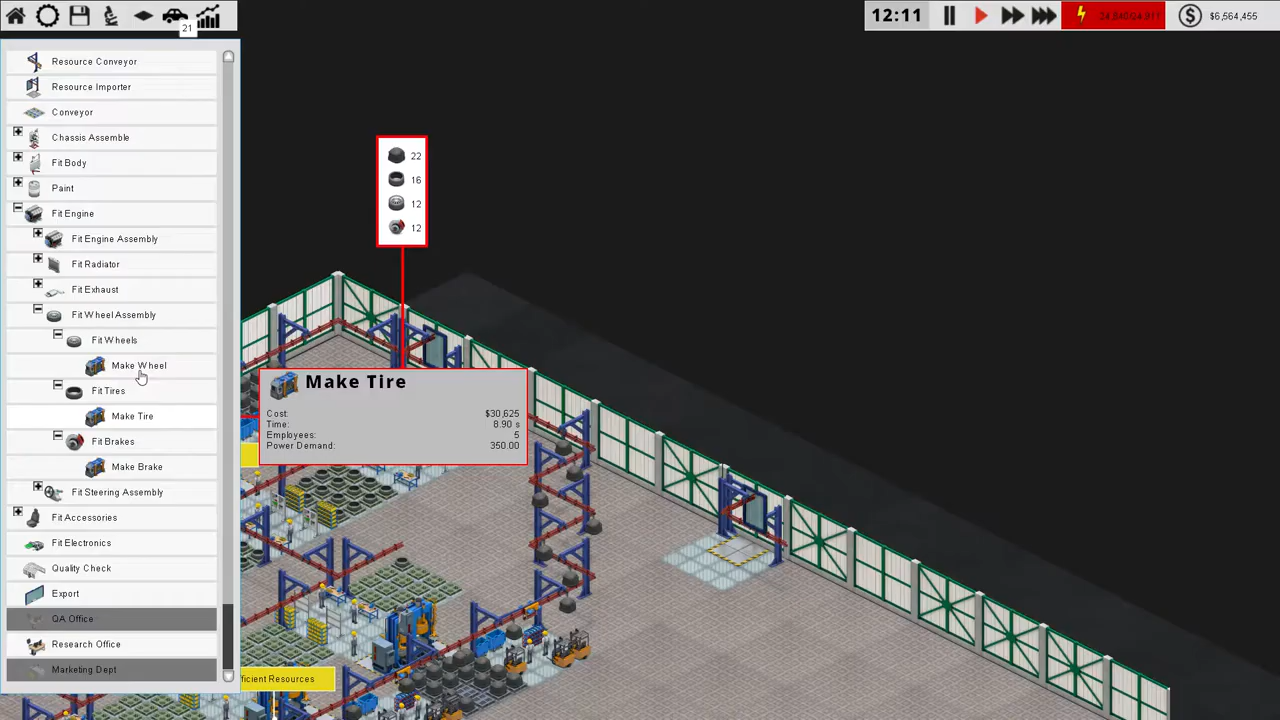 21
12:11
$6,564,455
Resource Conveyor
Resource Importer
Conveyor
Chassis Assemble
Fit Body
Paint
Fit Engine
Fit Engine Assembly
Fit Radiator
Fit Exhaust
Fit Wheel Assembly
Fit Wheels
Make Wheel
Fit Tires
Make Tire
Fit Brakes
Make Brake
Fit Steering Assembly
Fit Accessories
Fit Electronics
Quality Check
Export
QA Office
Research Office
Marketing Dept
22
16
12
12
Make Tire
Cost: $30,625
Time: 8.90 s
Employees: 5
Power Demand: 350.00
fficient Resources